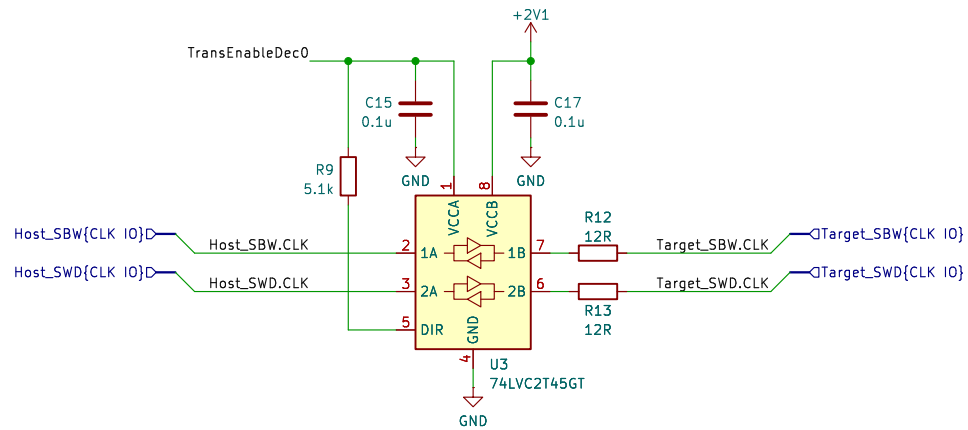 +2V1
TransEnableDec0
C15
0.1u
C17
0.1u
GND
GND
R9
5.1k
1
8
VCCA
VCCB
Host_SBW{CLK IO}
Host_SBW.CLK
2
1A
1B
7
R12
12R
Target_SBW.CLK
Target_SBW{CLK IO}
Host_SWD{CLK IO}
Host_SWD.CLK
3
2A
2B
6
R13
12R
Target_SWD.CLK
Target_SWD{CLK IO}
5
DIR
GND
4
U3
74LVC2T45GT
GND